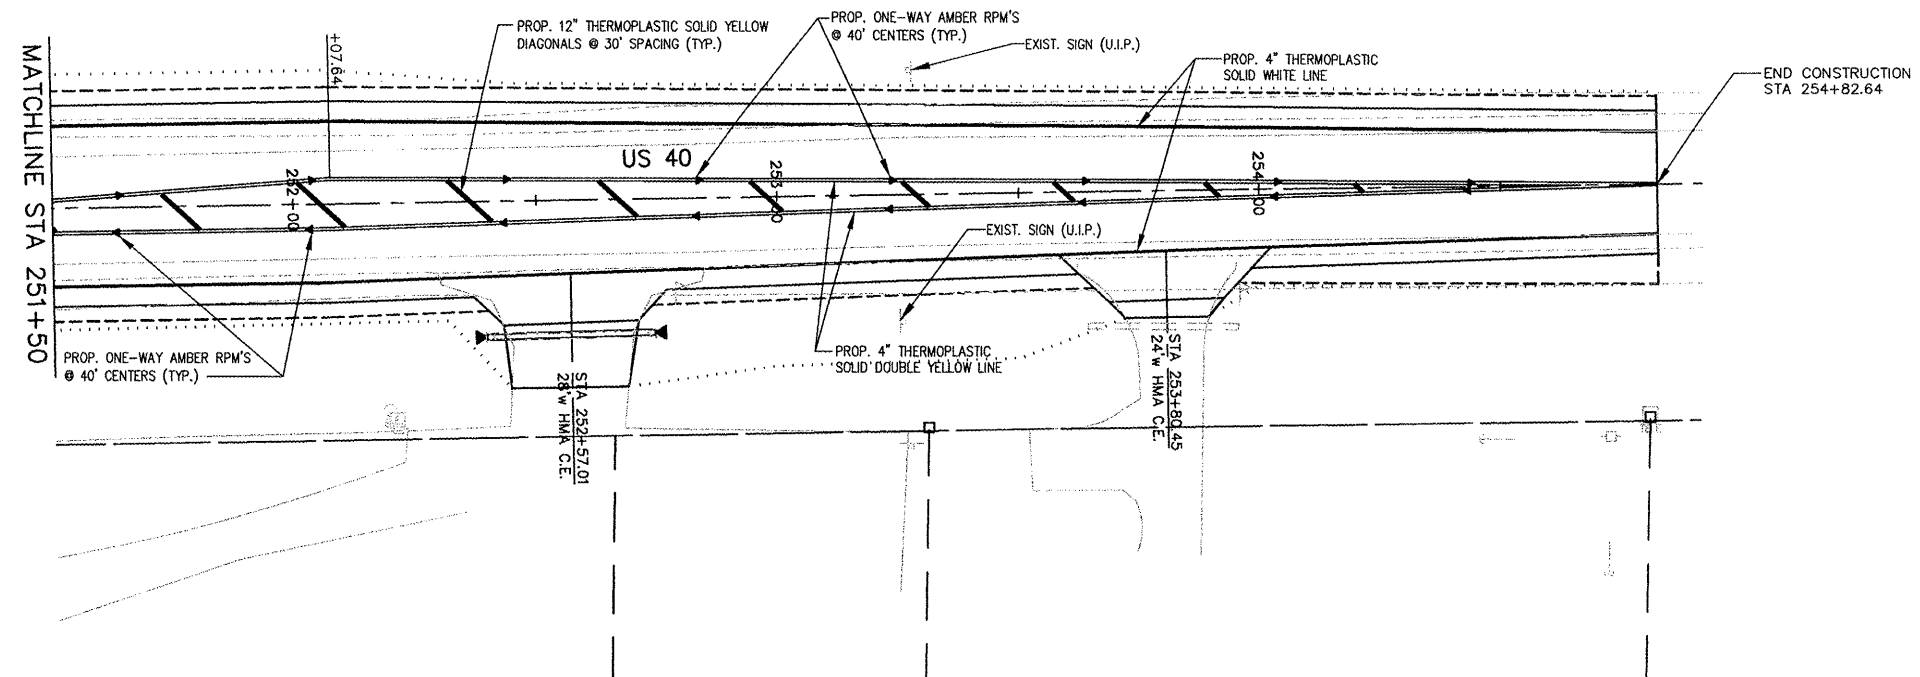 MATCHLINE STA 251+50
+07.64
PROP. 12" THERMOPLASTIC SOLID YELLOW
DIAGONALS @ 30' SPACING (TYP.)
PROP. ONE-WAY AMBER RPM'S
@ 40' CENTERS (TYP.)
EXIST. SIGN (U.I.P.)
PROP. 4" THERMOPLASTIC
SOLID WHITE LINE
END CONSTRUCTION
STA 254+82.64
US 40
252+00
253+00
254+00
EXIST. SIGN (U.I.P.)
PROP. ONE-WAY AMBER RPM'S
@ 40' CENTERS (TYP.)
PROP. 4" THERMOPLASTIC
SOLID DOUBLE YELLOW LINE
STA 252+57.01
28'w HMA C.E.
STA 253+80.45
24'w HMA C.E.